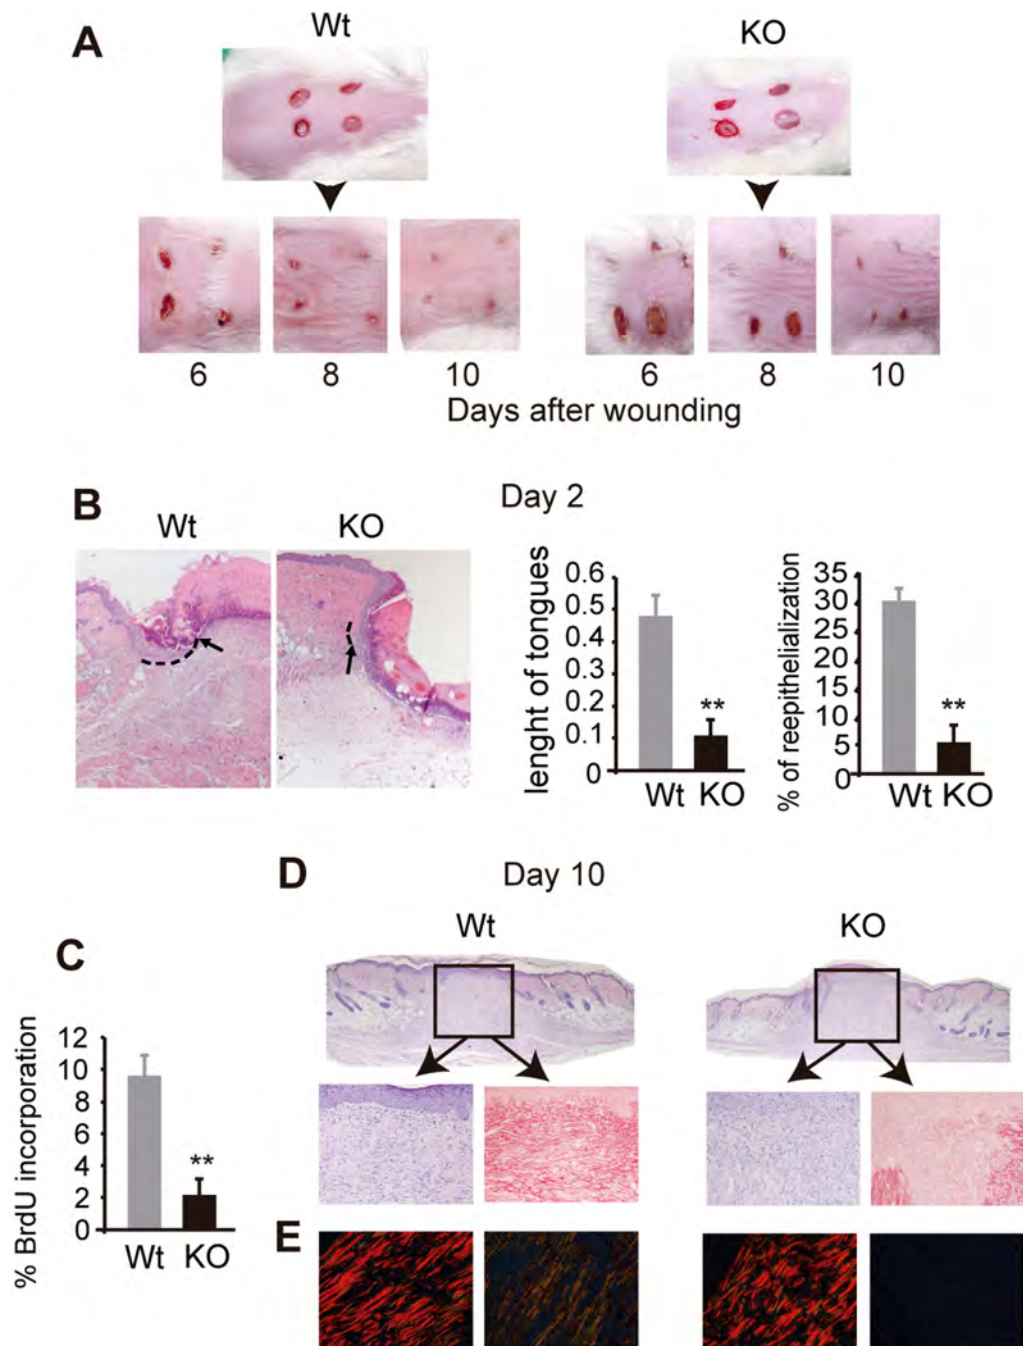 A
Wt
KO
6
8
10
6
8
10
Days after wounding
B
Wt
KO
Day 2
lenght of tongues
0.6
0.5
0.4
0.3
0.2
0.1
0
**
Wt KO
% of reepithelialization
35
30
25
20
15
10
5
0
**
Wt KO
C
% BrdU incorporation
12
10
8
6
4
2
0
**
Wt KO
D
Day 10
Wt
KO
E